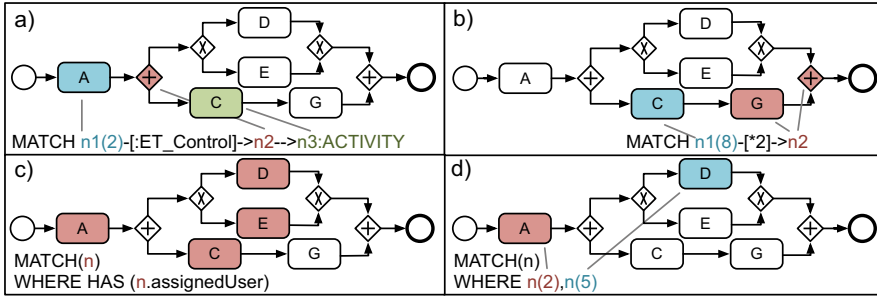 a)
D
A
E
C
G
MATCH n1(2)-[:ET_Control]->n2-->n3:ACTIVITY
b)
D
A
E
C
G
MATCH n1(8)-[*2]->n2
c)
D
A
E
C
G
MATCH(n)
WHERE HAS (n.assignedUser)
d)
D
A
E
C
G
MATCH(n)
WHERE n(2),n(5)